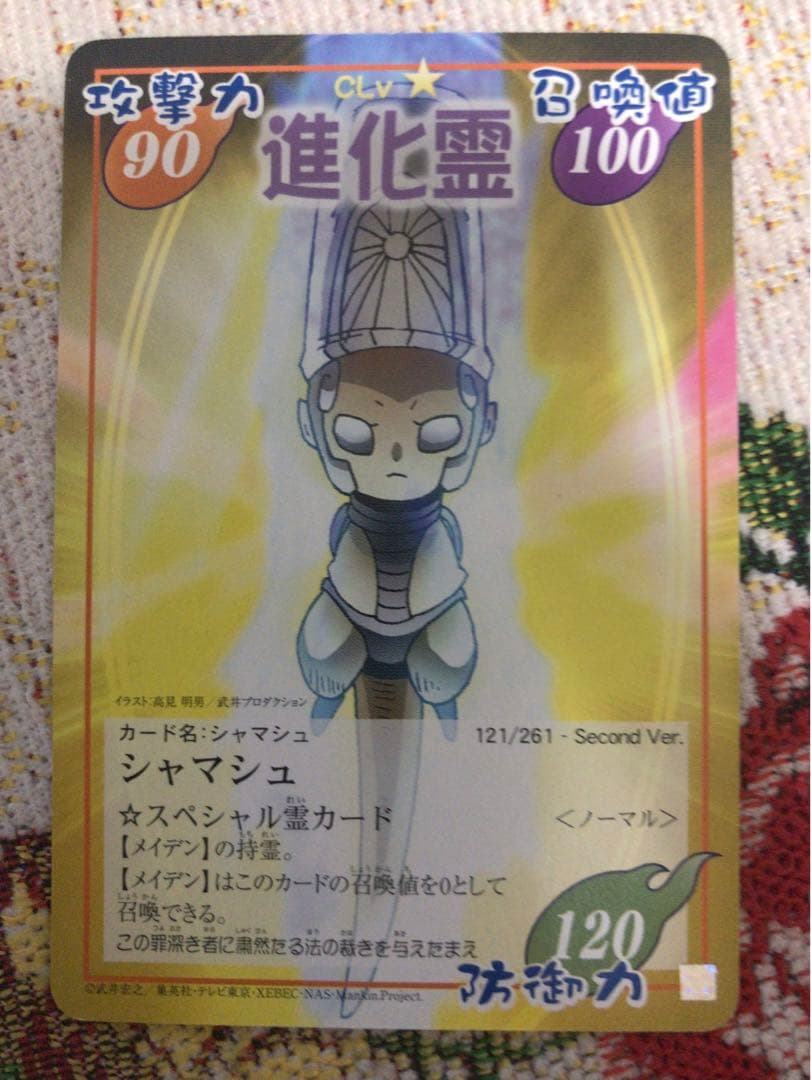 攻撃力
CLv★
召喚値
90
進化霊
100
イラスト:高見 明男/武井プロダクション
カード名:シャマシュ
121/261 - Second Ver.
シャマシュ
☆スペシャル霊カード
<ノーマル>
【メイデン】の持霊。
【メイデン】はこのカードの召喚値を0として
召喚できる。
この罪深き者に粛然たる法の裁きを与えたまえ
120
防御力
©武井宏之/集英社・テレビ東京・XEBEC・NAS・Mankin.Project.